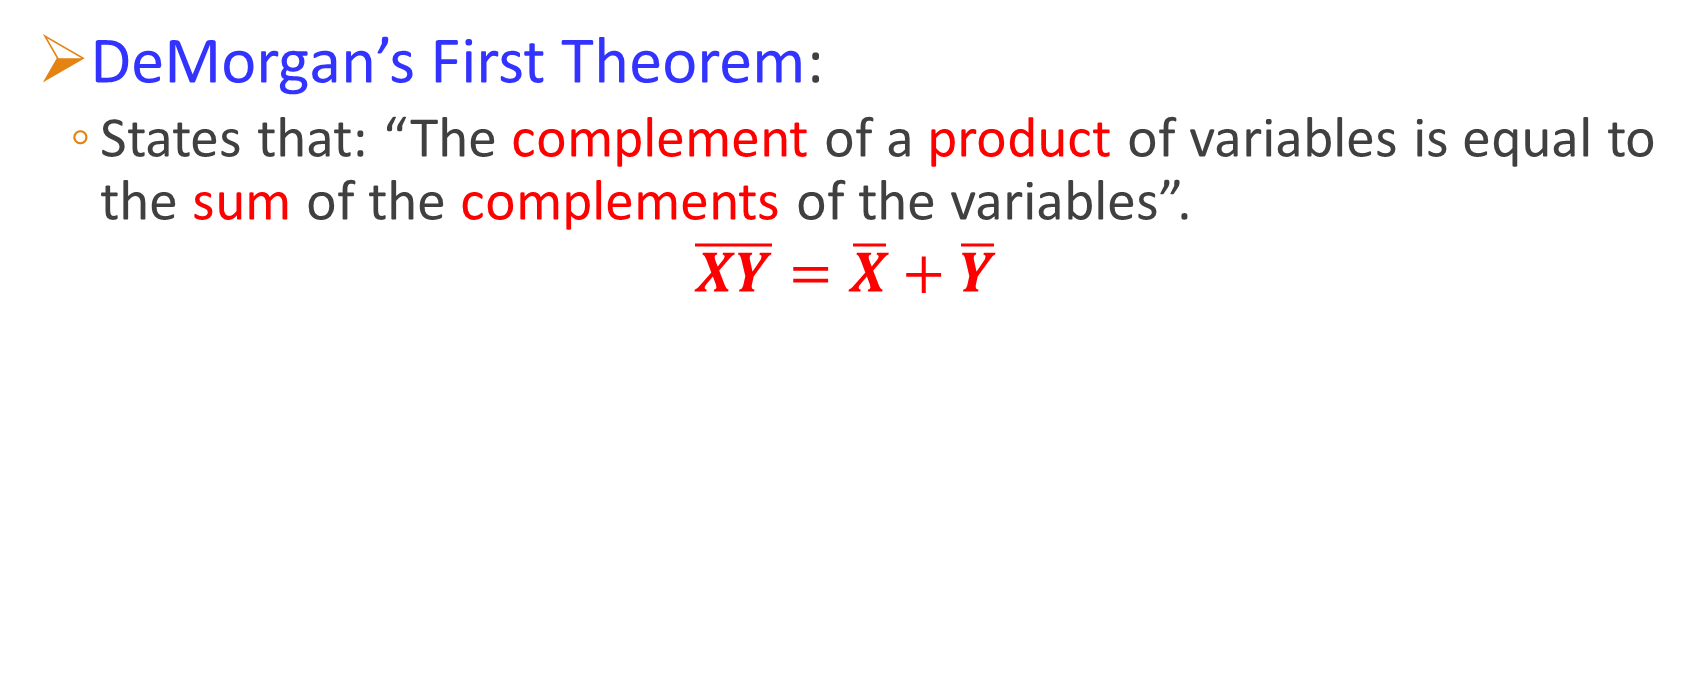 ➢DeMorgan’s First Theorem:
◦ States that: “The complement of a product of variables is equal to
the sum of the complements of the variables”.
X̅Y̅ = X̅ + Y̅